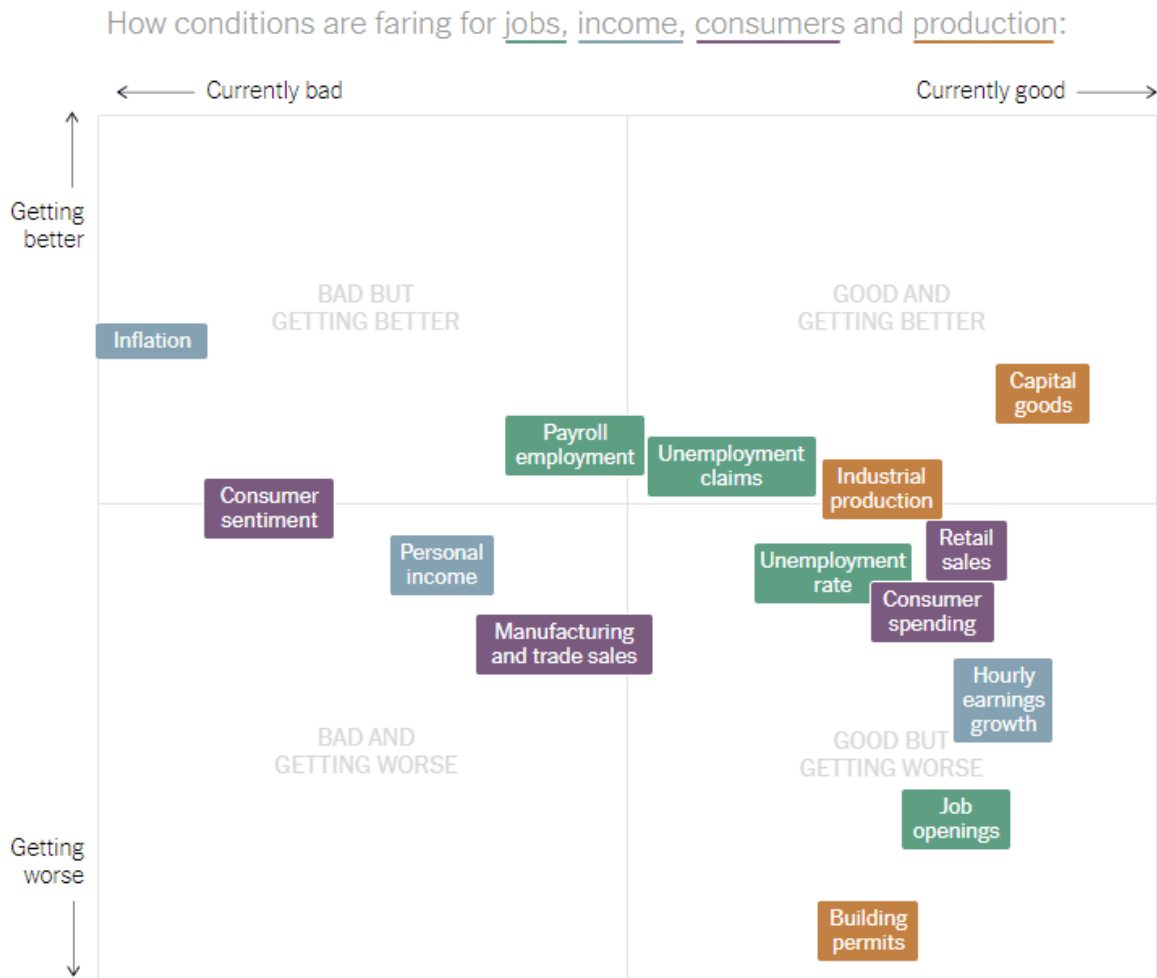 How conditions are faring for jobs, income, consumers and production:
Currently bad
Currently good
Getting
better
BAD BUT
GETTING BETTER
GOOD AND
GETTING BETTER
Inflation
Capital
goods
Payroll
employment
Unemployment
claims
Industrial
production
Consumer
sentiment
Retail
sales
Personal
income
Unemployment
rate
Consumer
spending
Manufacturing
and trade sales
Hourly
earnings
growth
BAD AND
GETTING WORSE
GOOD BUT
GETTING WORSE
Job
openings
Getting
worse
Building
permits